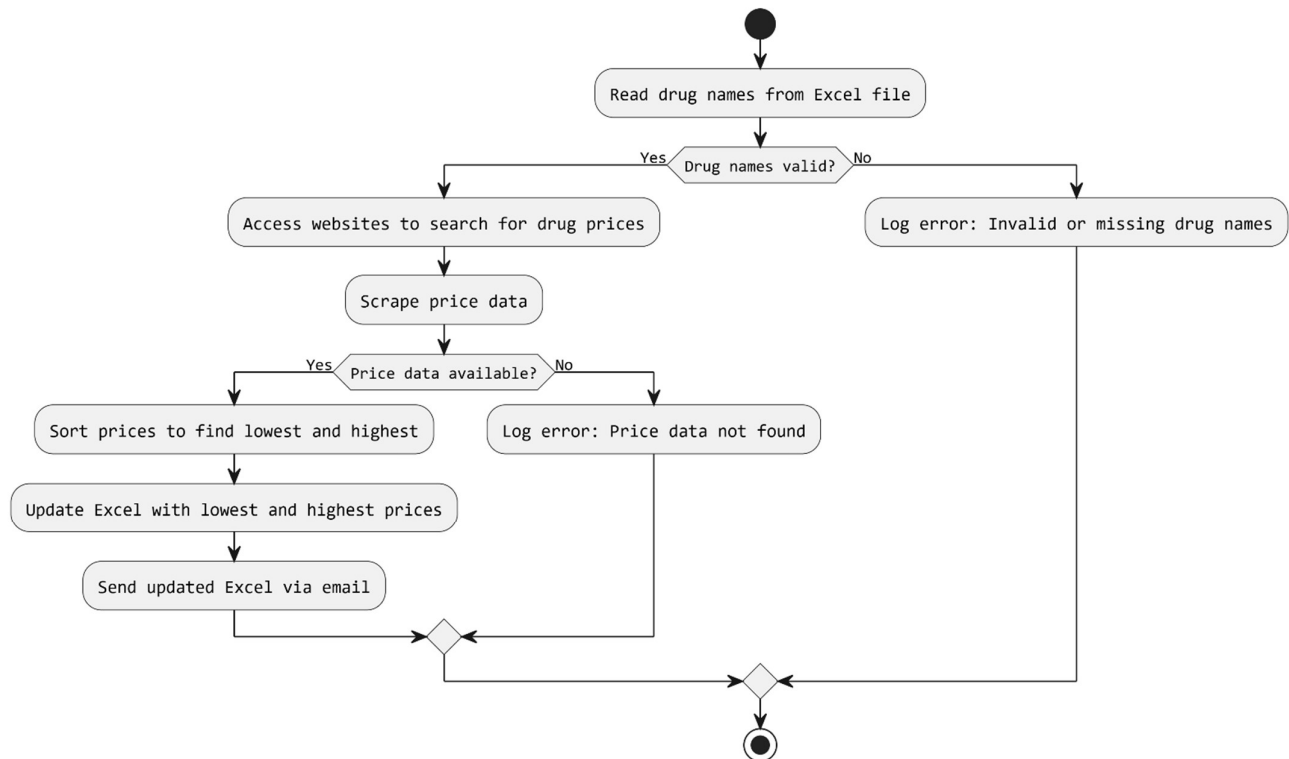 Read drug names from Excel file
Yes
Drug names valid?
No
Access websites to search for drug prices
Log error: Invalid or missing drug names
Scrape price data
Yes
Price data available?
No
Sort prices to find lowest and highest
Log error: Price data not found
Update Excel with lowest and highest prices
Send updated Excel via email